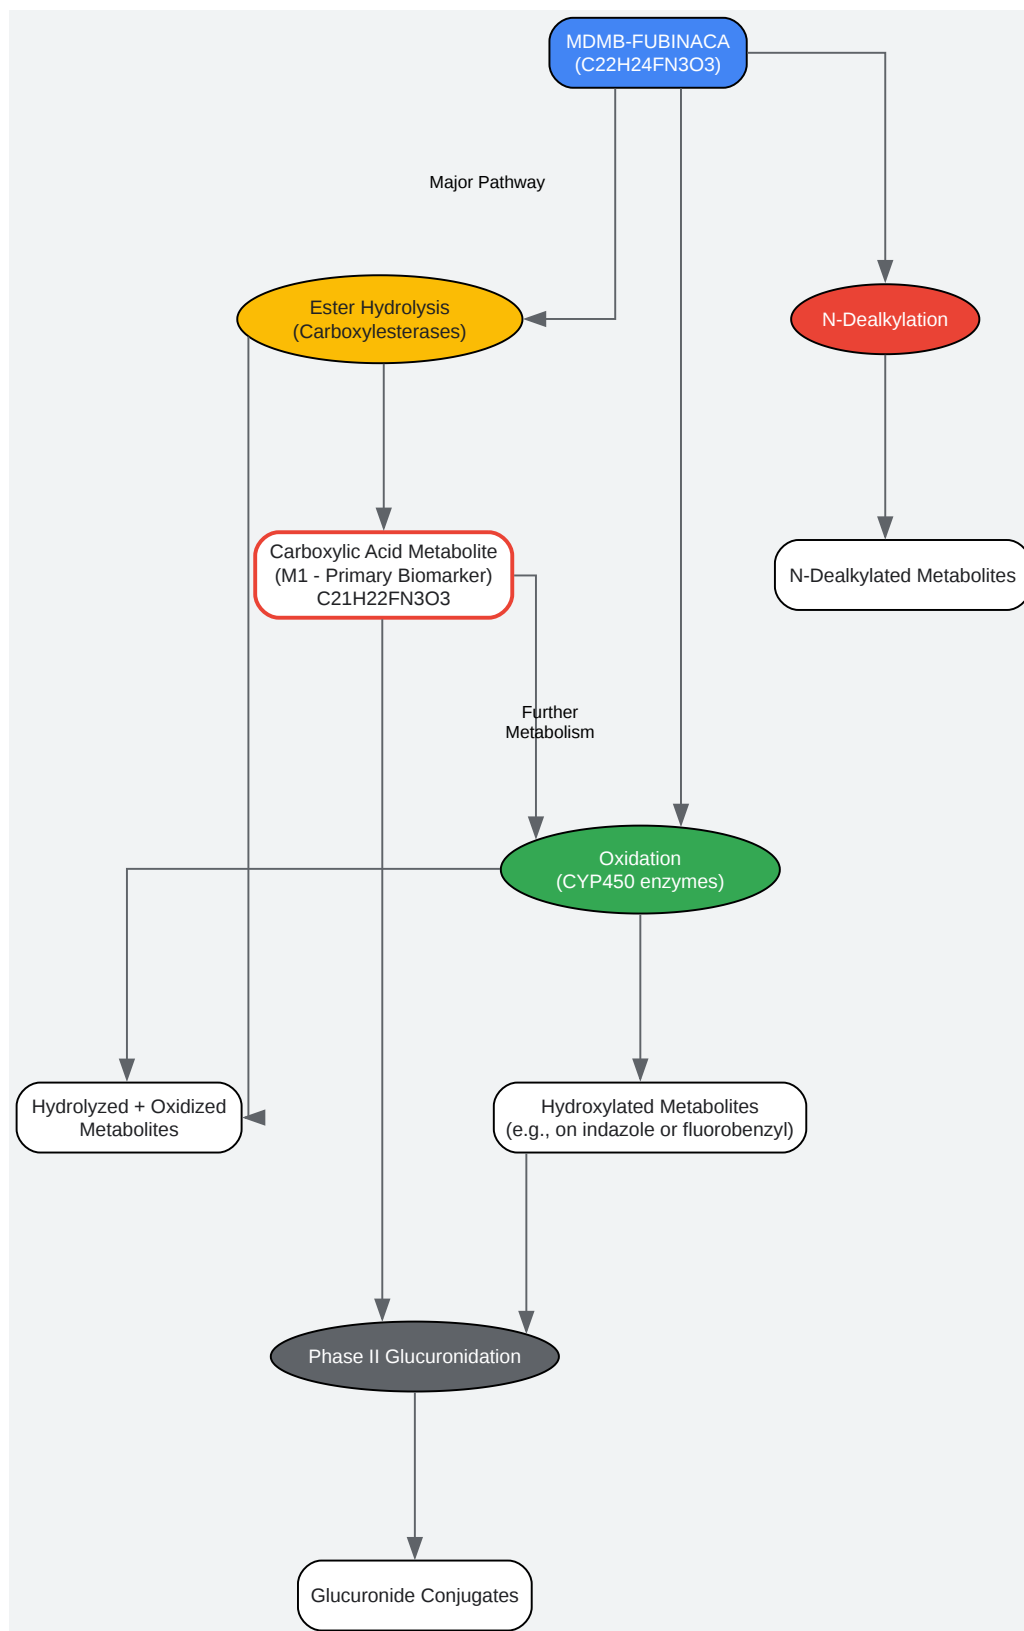 MDMB-FUBINACA
(C22H24FN3O3)
Major Pathway
Ester Hydrolysis
(Carboxylesterases)
N-Dealkylation
Carboxylic Acid Metabolite
(M1 - Primary Biomarker)
C21H22FN3O3
N-Dealkylated Metabolites
Further
Metabolism
Oxidation
(CYP450 enzymes)
Hydrolyzed + Oxidized
Metabolites
Hydroxylated Metabolites
(e.g., on indazole or fluorobenzyl)
Phase II Glucuronidation
Glucuronide Conjugates